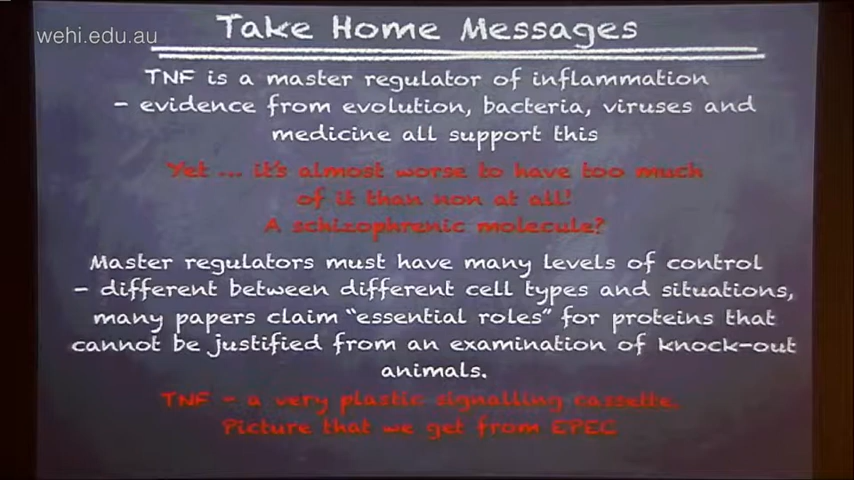 Take Home Messages
wehi.edu.au
TNF is a master regulator of inflammation
- evidence from evolution, bacteria, viruses and
medicine all support this
Yet ... it's almost worse to have too much
of it than non at all!
A schizophrenic molecule?
Master regulators must have many levels of control
- different between different cell types and situations,
many papers claim "essential roles" for proteins that
cannot be justified from an examination of knock-out
animals.
TNF - a very plastic signalling cassette.
Picture that we get from EPEC